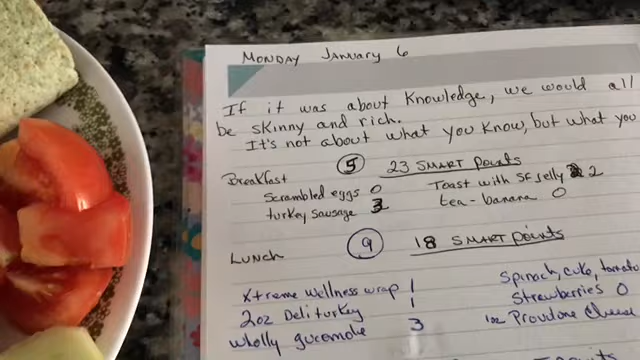 Monday January 6
If it was about knowledge, we would all
be skinny and rich.
It's not about what you know, but what you
5 23 Smart points
Breakfast
Scrambled eggs 0
Toast with SF jelly 2
turkey sausage 3
tea - banana 0
Lunch
9 18 Smart points
Xtreme wellness wrap 1
Spinach, cuke, tomato
2oz Deli turkey 1
Strawberries 0
wholly guacomole 3
1oz Provolone Cheese